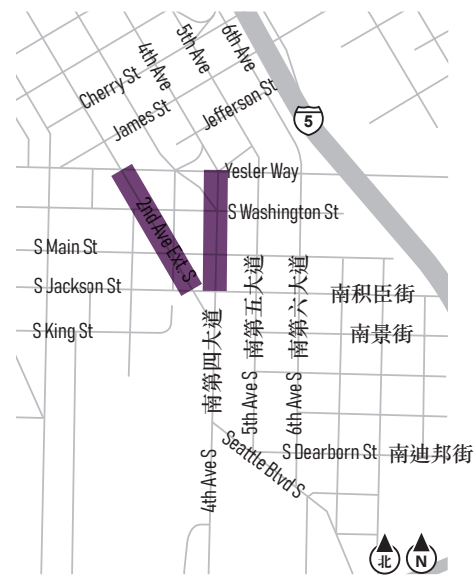 4th Ave
5th Ave
6th Ave
Cherry St
James St
Jefferson St
5
Yesler Way
2nd Ave Ext. S
S Washington St
S Main St
S Jackson St
南积臣街
S King St
南景街
南第四大道
南第五大道
南第六大道
4th Ave S
5th Ave S
6th Ave S
Seattle Blvd S
S Dearborn St
南迪邦街
北
N